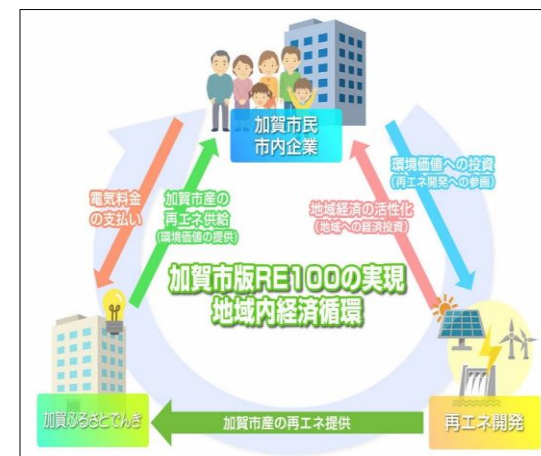 加賀市民
市内企業
電気料金
の支払い
加賀市産の
再エネ供給
(環境価値の提供)
地域経済の活性化
(地域への経済投資)
環境価値への投資
(再エネ開発への参画)
加賀市版RE100の実現
地域内経済循環
加賀ふるさとでんき
加賀市産の再エネ提供
再エネ開発